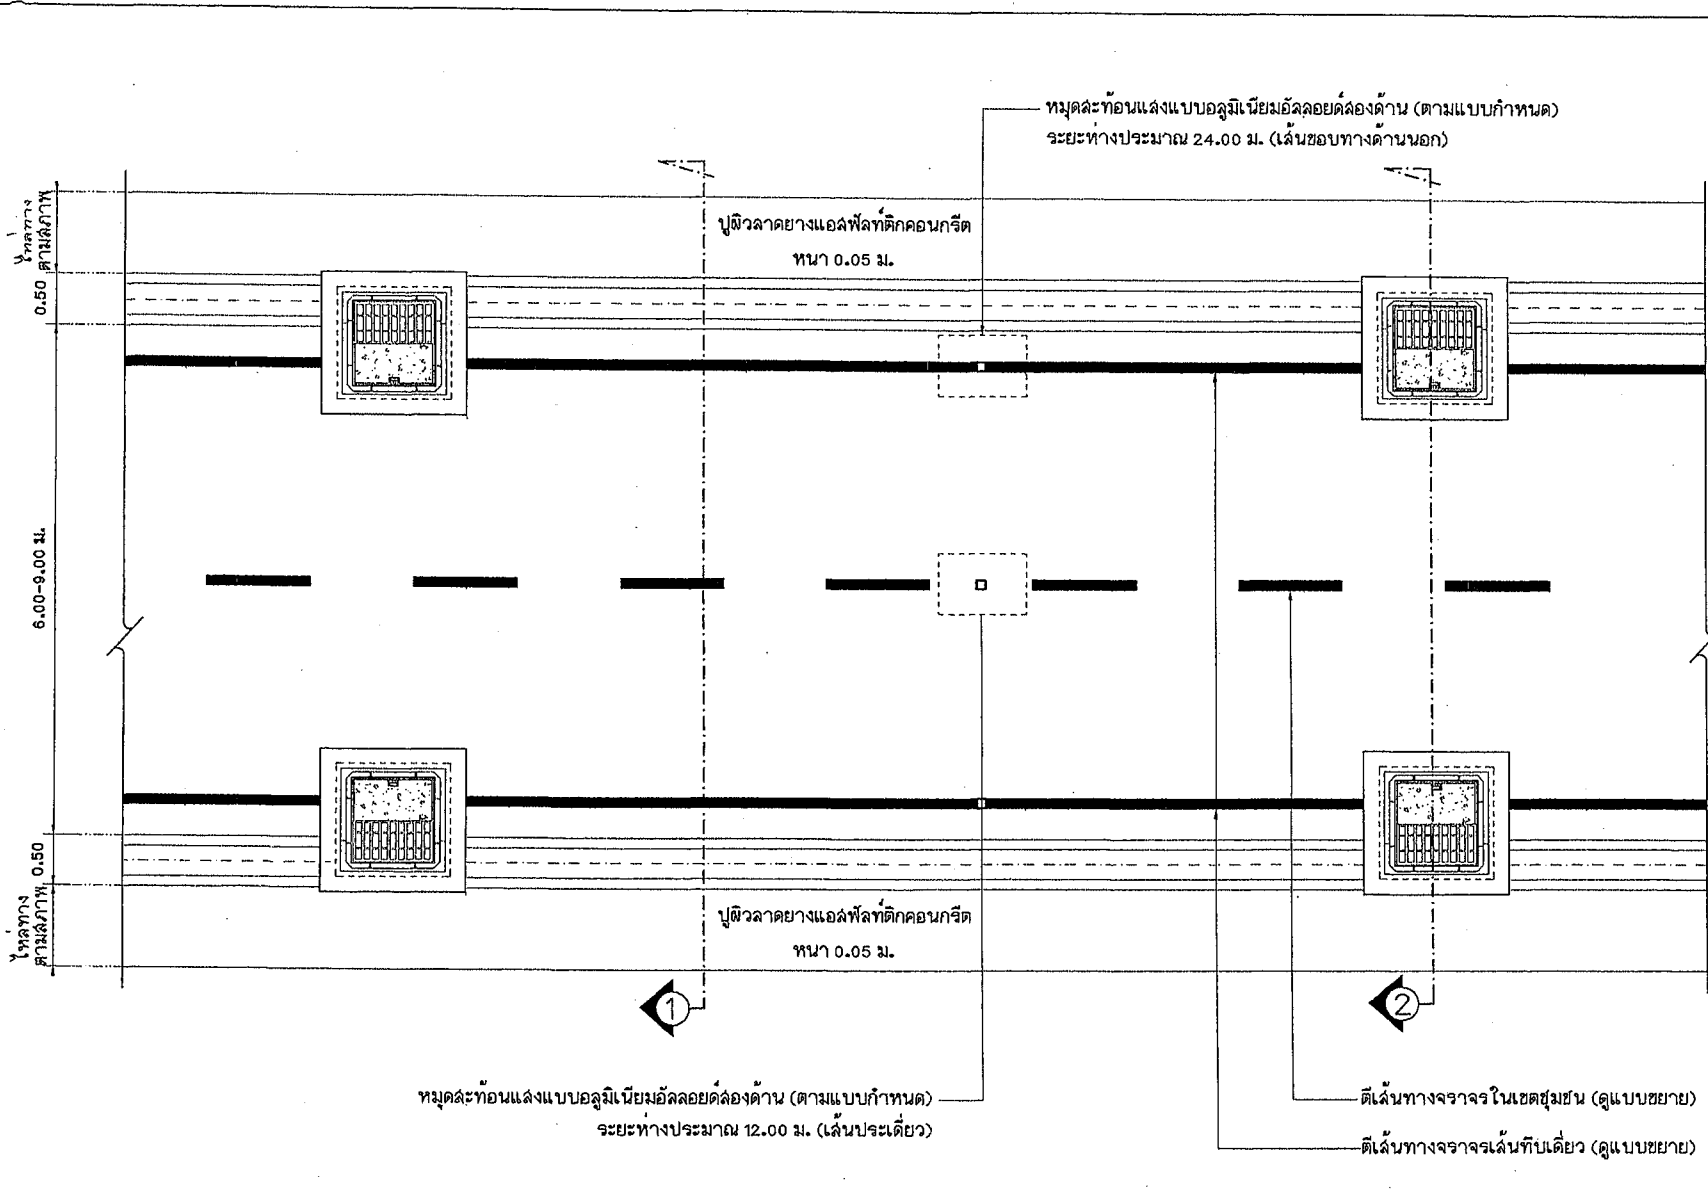 หมุดสะท้อนแสงแบบอลูมิเนียมอัลลอยด์สองด้าน (ตามแบบกำหนด)
ระยะห่างประมาณ 24.00 ม. (เส้นขอบทางด้านนอก)
ไหล่ทาง
ตามสภาพ
ปูผิวลาดยางแอสฟัลท์ติกคอนกรีต
หนา 0.05 ม.
0.50
6.00-9.00 ม.
0.50
ไหล่ทาง
ตามสภาพ
ปูผิวลาดยางแอสฟัลท์ติกคอนกรีต
หนา 0.05 ม.
1
2
หมุดสะท้อนแสงแบบอลูมิเนียมอัลลอยด์สองด้าน (ตามแบบกำหนด)
ระยะห่างประมาณ 12.00 ม. (เส้นประเดี่ยว)
ตีเส้นทางจราจรในเขตชุมชน (ดูแบบขยาย)
ตีเส้นทางจราจรเส้นทึบเดี่ยว (ดูแบบขยาย)